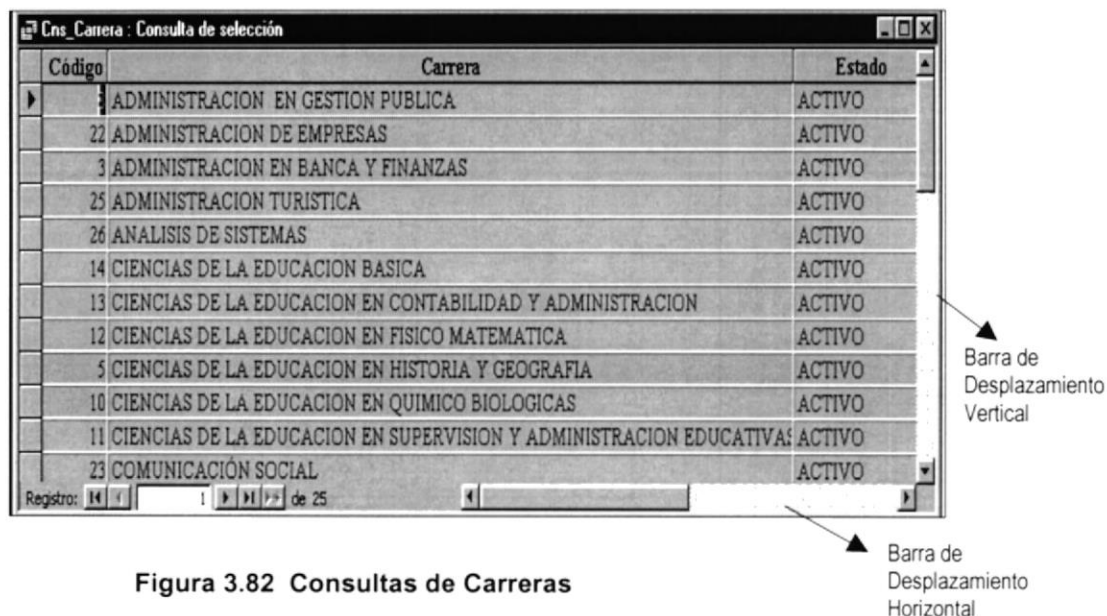 Cns_Carrera : Consulta de selección
Código Carrera Estado
ADMINISTRACION EN GESTION PUBLICA ACTIVO
22 ADMINISTRACION DE EMPRESAS ACTIVO
3 ADMINISTRACION EN BANCA Y FINANZAS ACTIVO
25 ADMINISTRACION TURISTICA ACTIVO
26 ANALISIS DE SISTEMAS ACTIVO
14 CIENCIAS DE LA EDUCACION BASICA ACTIVO
13 CIENCIAS DE LA EDUCACION EN CONTABILIDAD Y ADMINISTRACION ACTIVO
12 CIENCIAS DE LA EDUCACION EN FISICO MATEMATICA ACTIVO
5 CIENCIAS DE LA EDUCACION EN HISTORIA Y GEOGRAFIA ACTIVO
10 CIENCIAS DE LA EDUCACION EN QUIMICO BIOLOGICAS ACTIVO
11 CIENCIAS DE LA EDUCACION EN SUPERVISION Y ADMINISTRACION EDUCATIVAS ACTIVO
23 COMUNICACIÓN SOCIAL ACTIVO
Registro: 1 de 25
Barra de
Desplazamiento
Vertical
Barra de
Desplazamiento
Horizontal
Figura 3.82 Consultas de Carreras